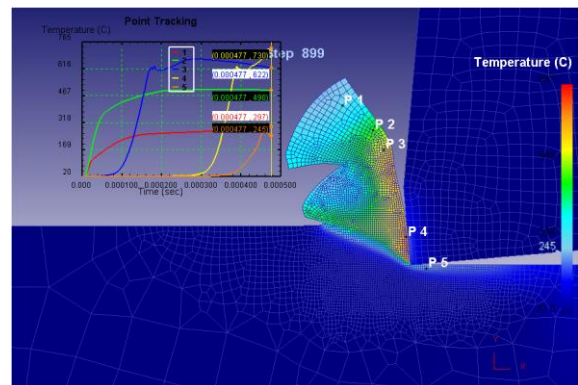 Point Tracking
Temperature (C)
Step 899
765
616
467
318
169
20
1
2
3
4
5
(0.000477, 730)
(0.000477, 622)
(0.000477, 490)
(0.000477, 297)
(0.000477, 245)
0.000 0.000100 0.000200 0.000300 0.000400 0.000500
Time (sec)
Temperature (C)
245
P 1
P 2
P 3
P 4
P 5
Y
X